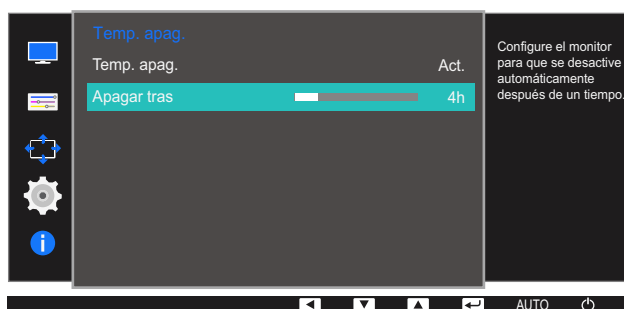 Temp. apag.
Temp. apag. Act.
Apagar tras 4h
Configure el monitor
para que se desactive
automáticamente
después de un tiempo.
AUTO